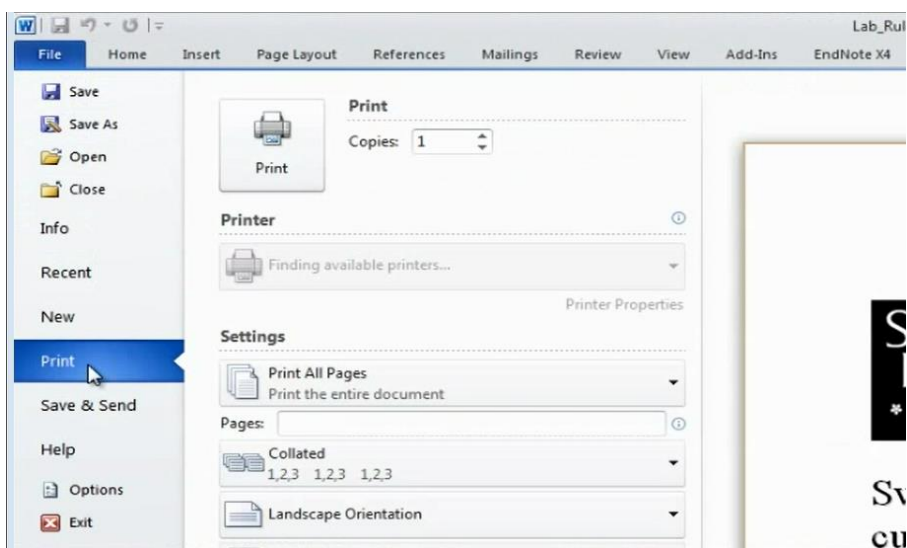 W
Lab_Rul
File Home Insert Page Layout References Mailings Review View Add-Ins EndNote X4
Save
Save As
Open
Close
Info
Recent
New
Print
Save & Send
Help
Options
Exit
Print
Print
Copies: 1
Printer
Finding available printers...
Printer Properties
Settings
Print All Pages
Print the entire document
Pages:
Collated
1,2,3 1,2,3 1,2,3
Landscape Orientation
S
Sv
cu